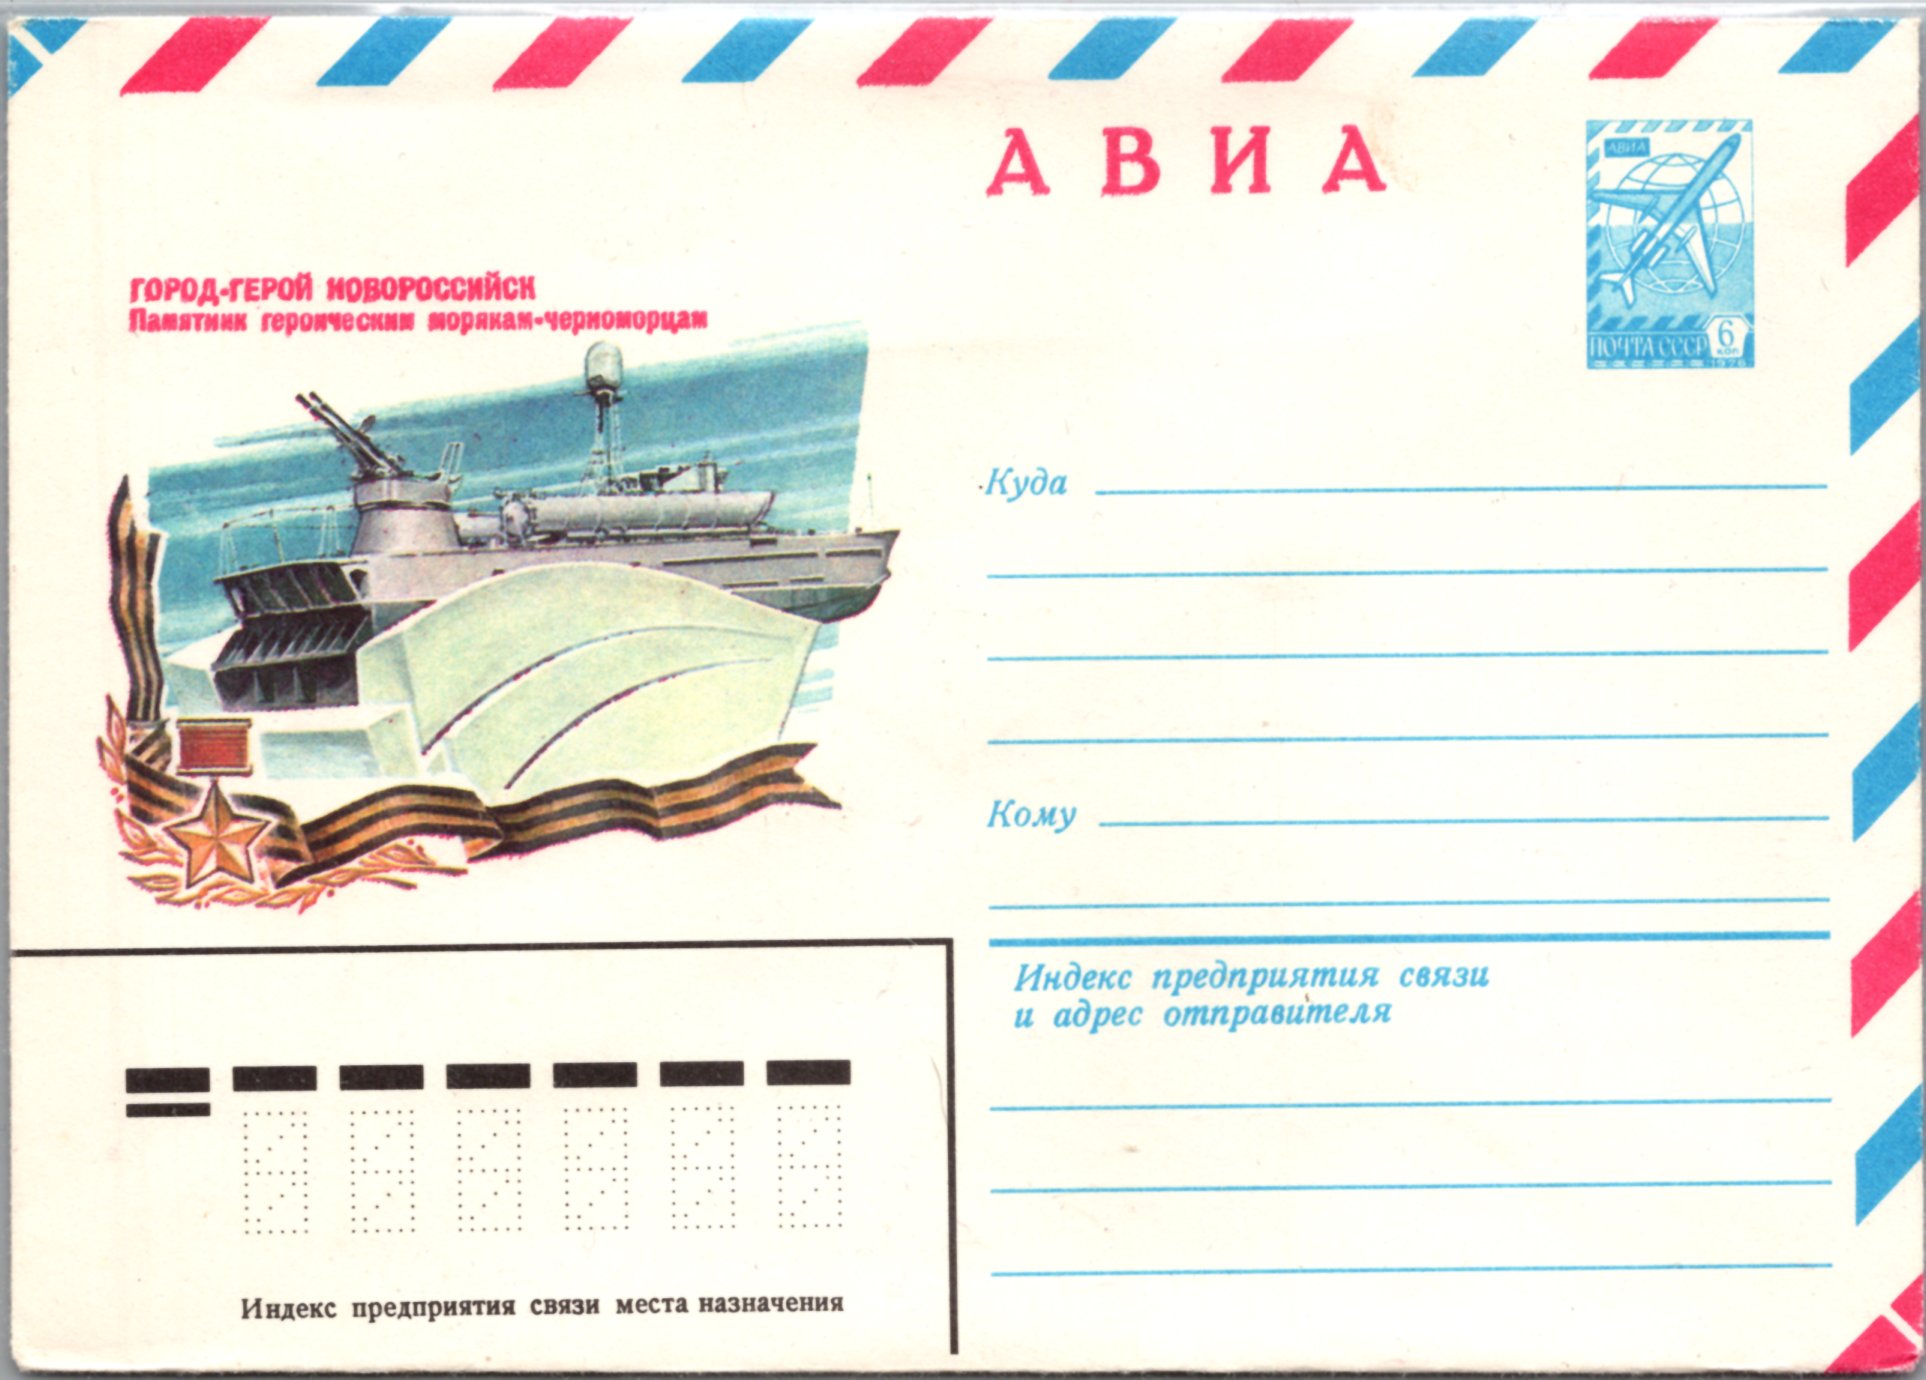 АВИА
АВИА
6
коп
ПОЧТА СССР
1976
ГОРОД-ГЕРОЙ НОВОРОССИЙСК
Памятник героическим морякам-черноморцам
Куда
Кому
Индекс предприятия связи
и адрес отправителя
Индекс предприятия связи места назначения